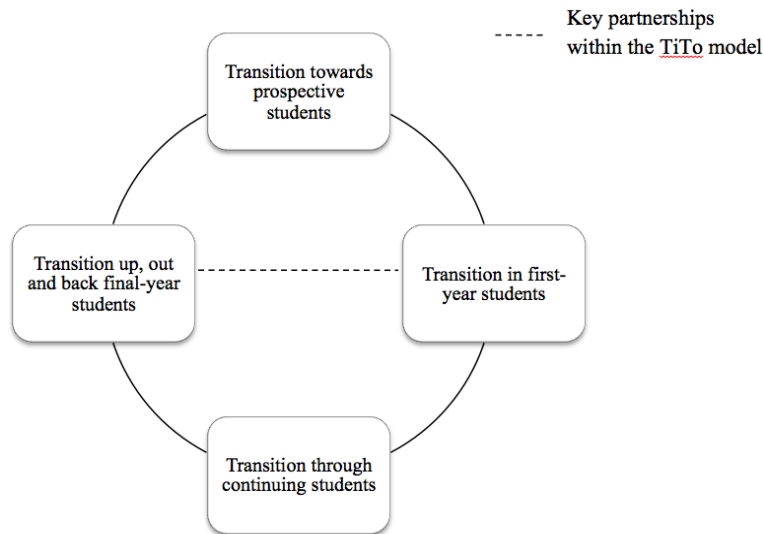 Key partnerships
within the TiTo model
Transition towards
prospective
students
Transition up, out
and back final-year
students
Transition in first-
year students
Transition through
continuing students